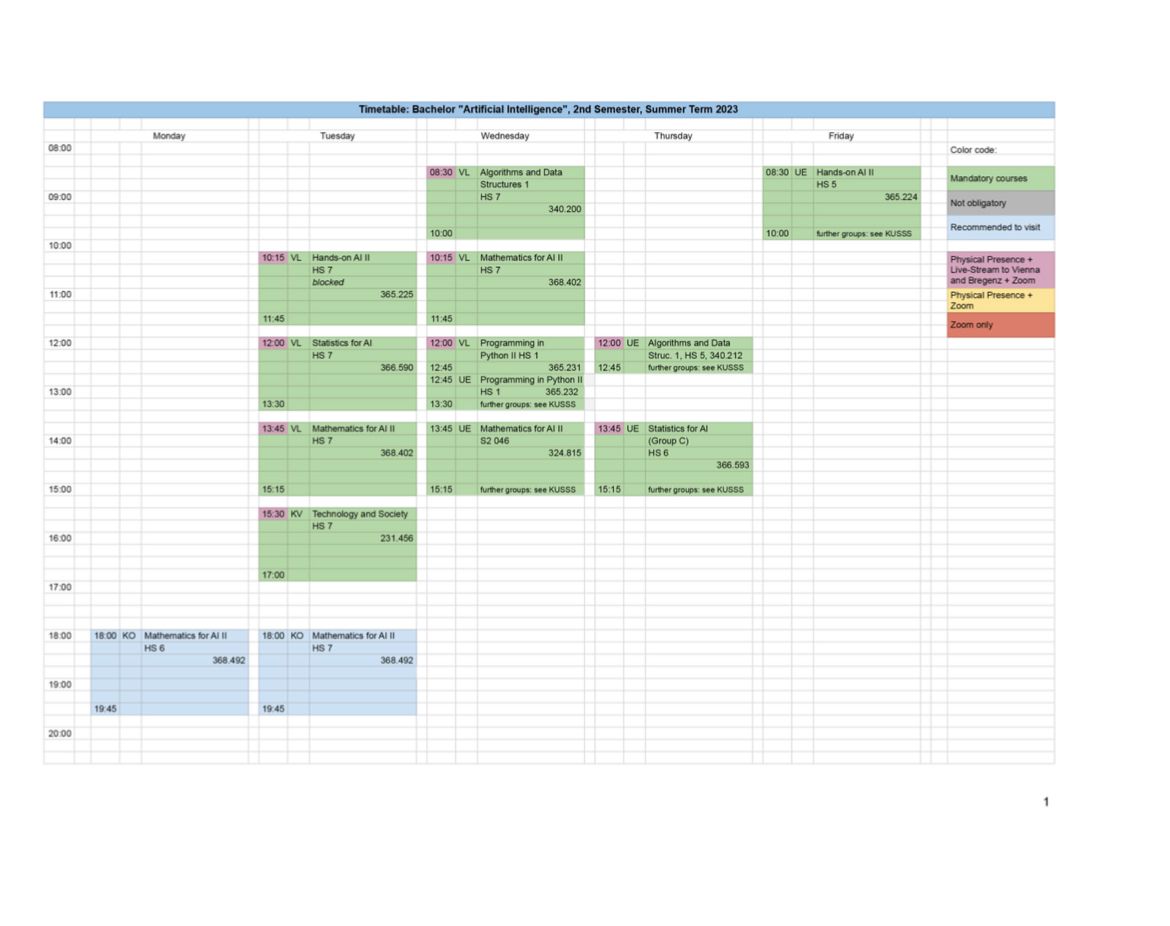 Timetable: Bachelor "Artificial Intelligence", 2nd Semester, Summer Term 2023
Monday Tuesday Wednesday Thursday Friday
08:00
Color code:
08:30 VL Algorithms and Data
Structures 1
HS 7
340.200
10:00
08:30 UE Hands-on AI II
HS 5
365.224
10:00 further groups: see KUSSS
Mandatory courses
09:00
Not obligatory
Recommended to visit
10:00
10:15 VL Hands-on AI II
HS 7
blocked
365.225
11:45
10:15 VL Mathematics for AI II
HS 7
368.402
11:45
Physical Presence +
Live-Stream to Vienna
and Bregenz + Zoom
11:00
Physical Presence +
Zoom
Zoom only
12:00
12:00 VL Statistics for AI
HS 7
366.590
13:30
12:00 VL Programming in
Python II HS 1
12:45 365.231
12:45 UE Programming in Python II
HS 1 365.232
13:30 further groups: see KUSSS
12:00 UE Algorithms and Data
Struc. 1, HS 5, 340.212
12:45 further groups: see KUSSS
13:00
13:45 VL Mathematics for AI II
HS 7
368.402
15:15
13:45 UE Mathematics for AI II
S2 046
324.815
15:15 further groups: see KUSSS
13:45 UE Statistics for AI
(Group C)
HS 6
366.593
15:15 further groups: see KUSSS
14:00
15:00
15:30 KV Technology and Society
HS 7
231.456
17:00
16:00
17:00
18:00
18:00 KO Mathematics for AI II
HS 6
368.492
19:45
18:00 KO Mathematics for AI II
HS 7
368.492
19:45
19:00
20:00
1